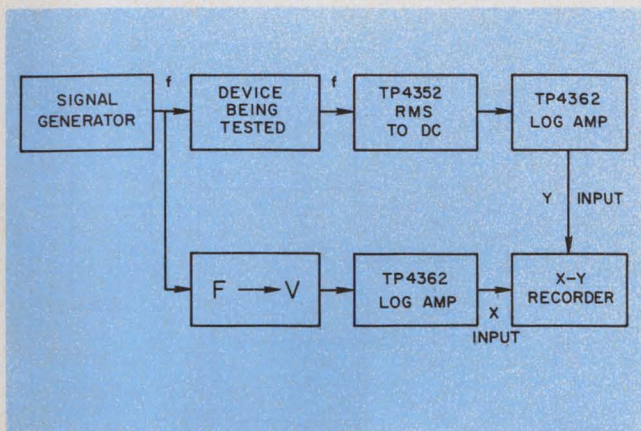 SIGNAL
GENERATOR
f
DEVICE
BEING
TESTED
f
TP4352
RMS
TO DC
TP4362
LOG AMP
Y INPUT
F → V
TP4362
LOG AMP
X
INPUT
X-Y
RECORDER